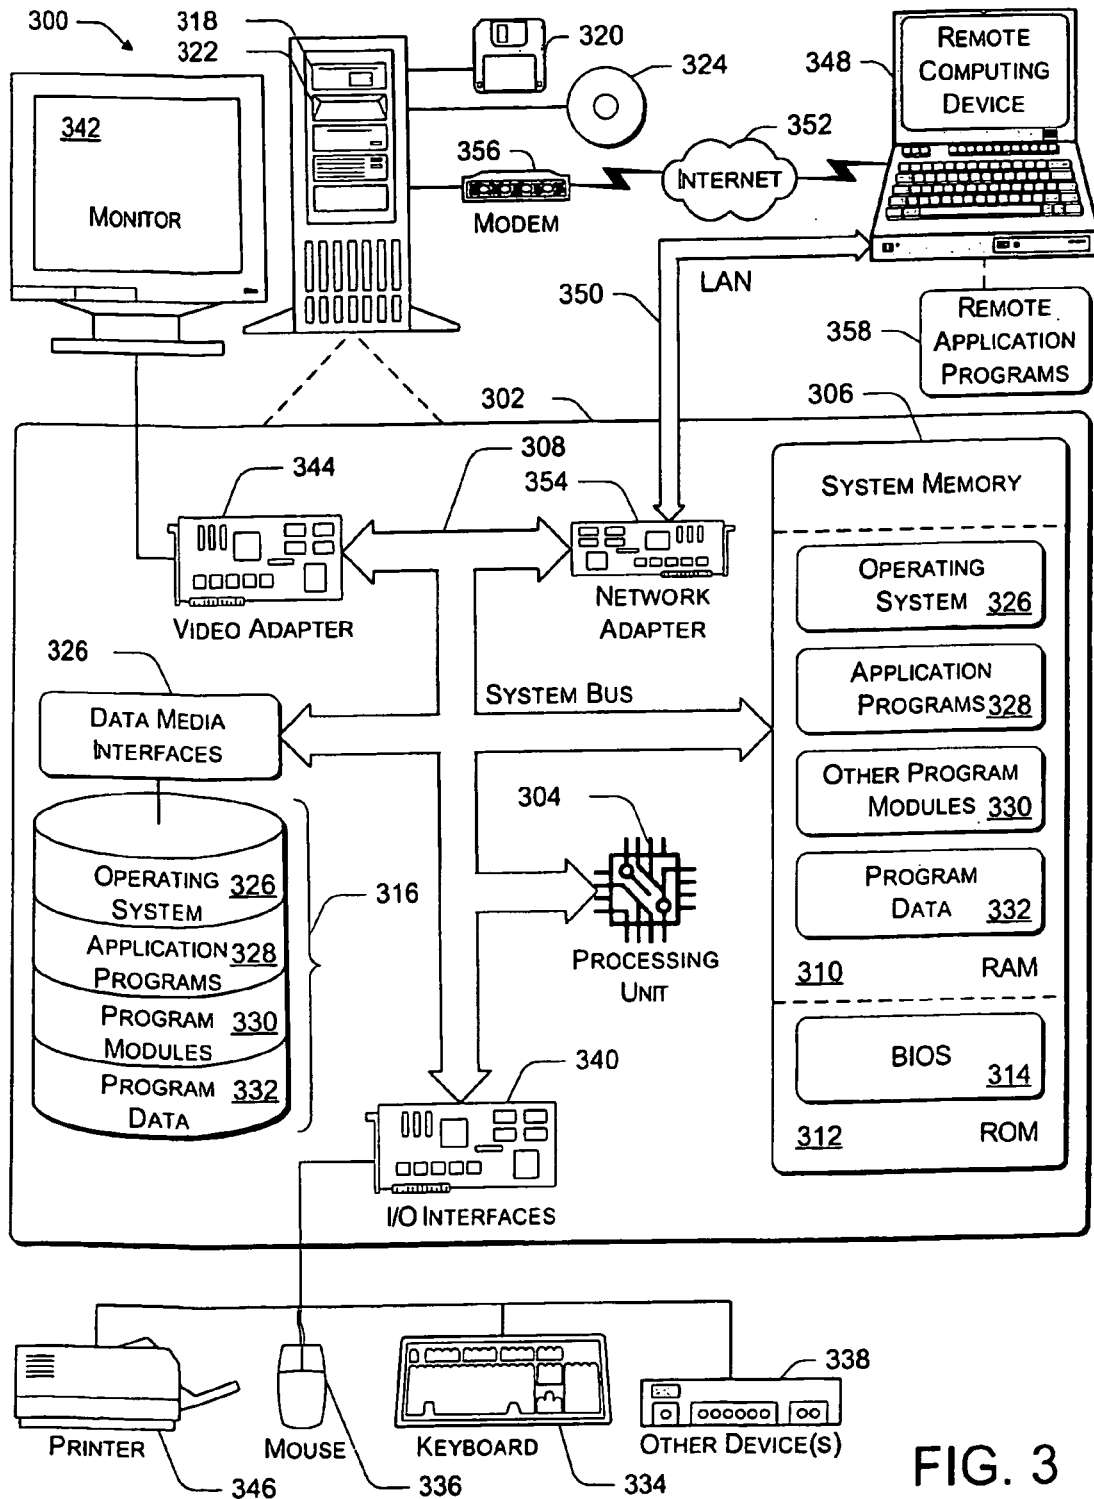 300
318
322
320
324
348
REMOTE
COMPUTING
DEVICE
342
MONITOR
356
MODEM
352
INTERNET
LAN
350
358
REMOTE
APPLICATION
PROGRAMS
302
306
344
308
354
SYSTEM MEMORY
OPERATING
SYSTEM 326
VIDEO ADAPTER
NETWORK
ADAPTER
326
DATA MEDIA
INTERFACES
SYSTEM BUS
APPLICATION
PROGRAMS 328
OTHER PROGRAM
MODULES 330
304
OPERATING
SYSTEM 326
316
APPLICATION
PROGRAMS 328
PROGRAM
MODULES 330
PROGRAM
DATA 332
PROCESSING
UNIT
PROGRAM
DATA 332
310 RAM
BIOS 314
312 ROM
340
I/O INTERFACES
PRINTER
346
MOUSE
336
KEYBOARD
334
338
OTHER DEVICE(S)
FIG. 3